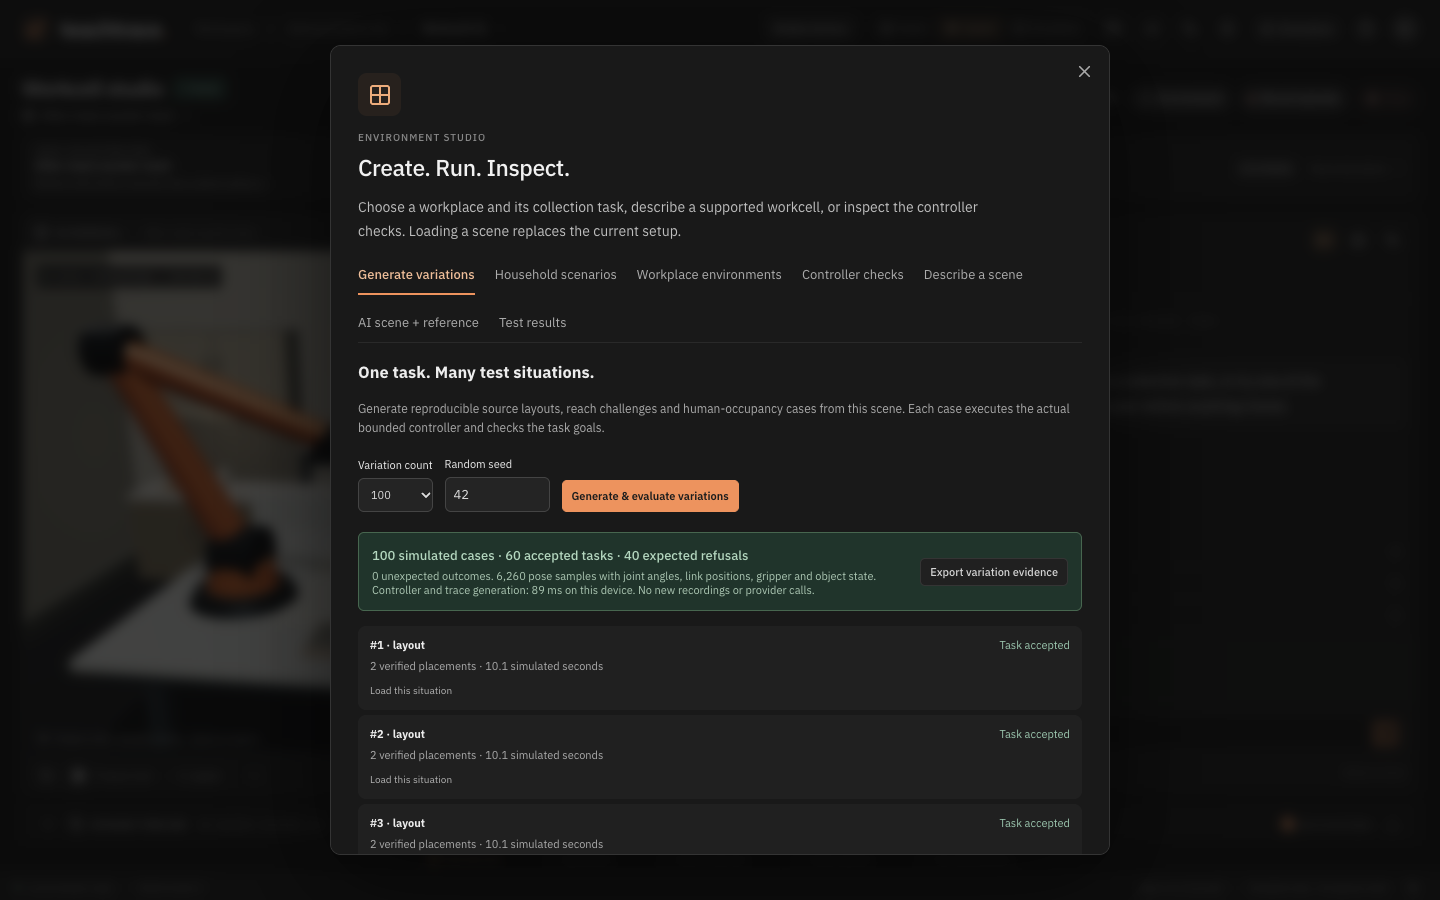 ENVIRONMENT STUDIO
Create. Run. Inspect.
Choose a workplace and its collection task, describe a supported workcell, or inspect the controller
checks. Loading a scene replaces the current setup.
Generate variations
Household scenarios
Workplace environments
Controller checks
Describe a scene
AI scene + reference
Test results
One task. Many test situations.
Generate reproducible source layouts, reach challenges and human-occupancy cases from this scene. Each case executes the actual
bounded controller and checks the task goals.
Variation count
Random seed
100
42
Generate & evaluate variations
100 simulated cases · 60 accepted tasks · 40 expected refusals
0 unexpected outcomes. 6,260 pose samples with joint angles, link positions, gripper and object state.
Controller and trace generation: 89 ms on this device. No new recordings or provider calls.
Export variation evidence
#1 · layout
Task accepted
2 verified placements · 10.1 simulated seconds
Load this situation
#2 · layout
Task accepted
2 verified placements · 10.1 simulated seconds
Load this situation
#3 · layout
Task accepted
2 verified placements · 10.1 simulated seconds